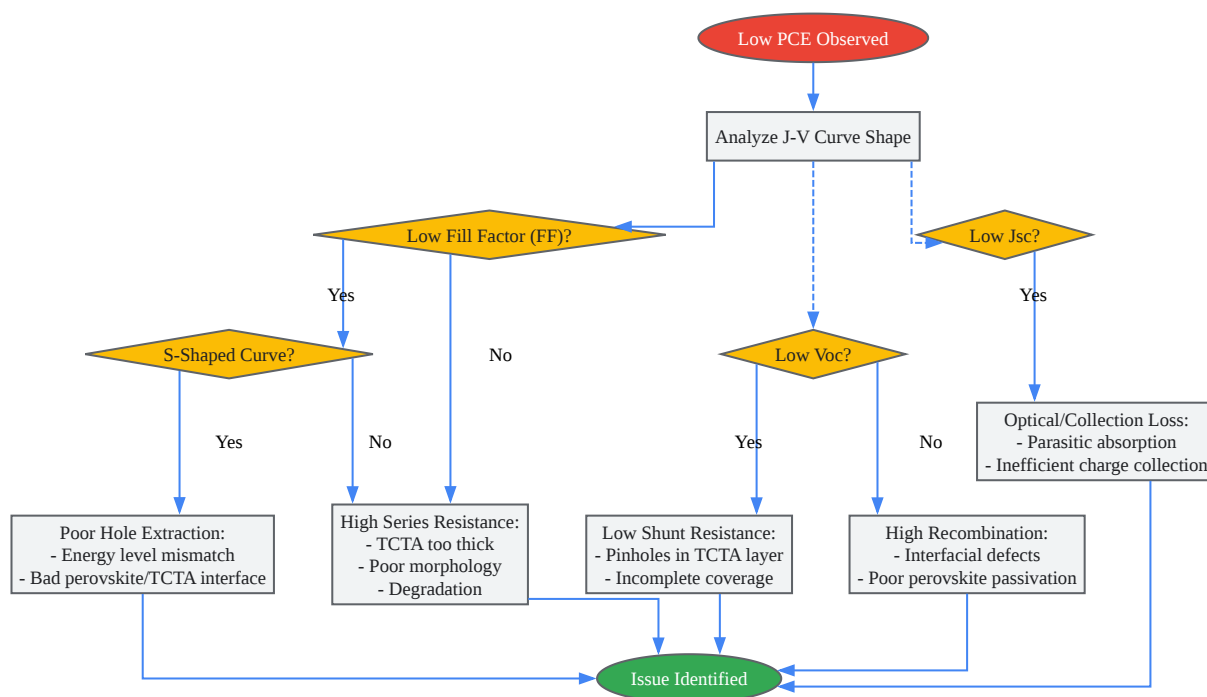 Low PCE Observed
Analyze J-V Curve Shape
Low Fill Factor (FF)?
Low Jsc?
Yes
Yes
S-Shaped Curve?
No
Low Voc?
Yes
No
Yes
No
Optical/Collection Loss:
- Parasitic absorption
- Inefficient charge collection
Poor Hole Extraction:
- Energy level mismatch
- Bad perovskite/TCTA interface
High Series Resistance:
- TCTA too thick
- Poor morphology
- Degradation
Low Shunt Resistance:
- Pinholes in TCTA layer
- Incomplete coverage
High Recombination:
- Interfacial defects
- Poor perovskite passivation
Issue Identified